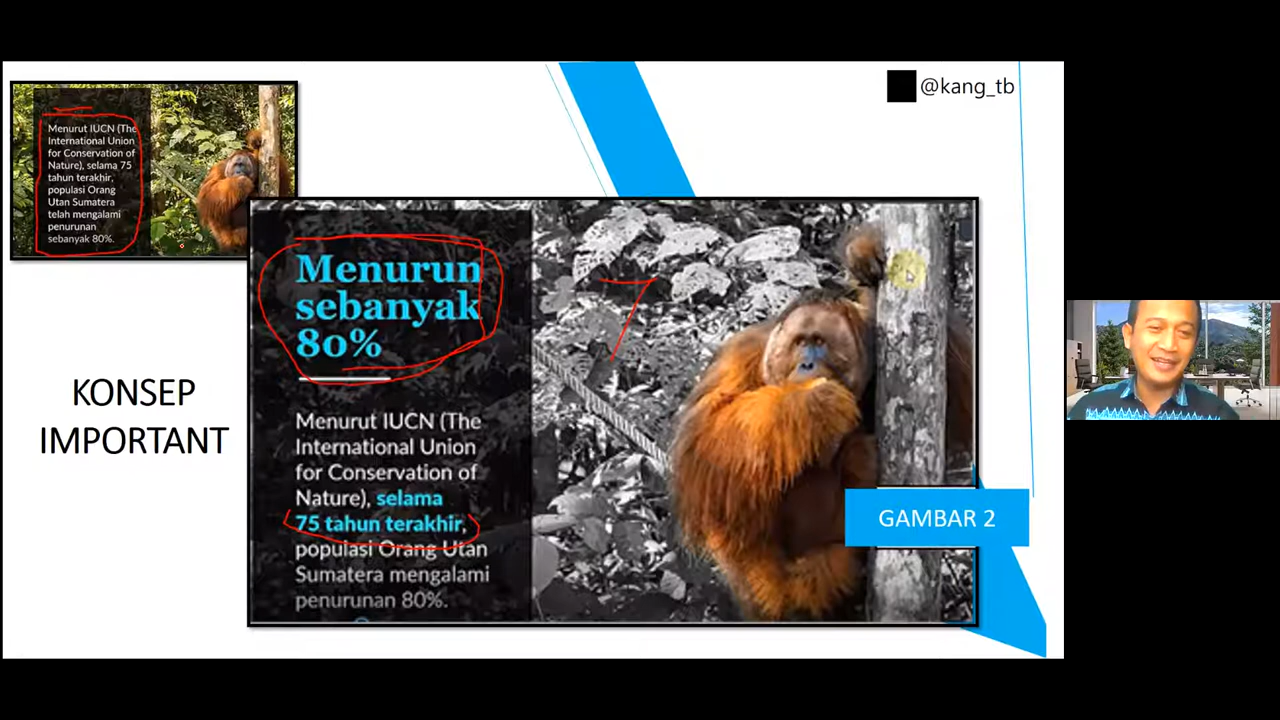 @kang_tb
Menurut IUCN (The
International Union
for Conservation of
Nature), selama 75
tahun terakhir,
populasi Orang
Utan Sumatera
telah mengalami
penurunan
sebanyak 80%.
KONSEP
IMPORTANT
Menurun
sebanyak
80%
Menurut IUCN (The
International Union
for Conservation of
Nature), selama
75 tahun terakhir,
populasi Orang Utan
Sumatera mengalami
penurunan 80%.
GAMBAR 2